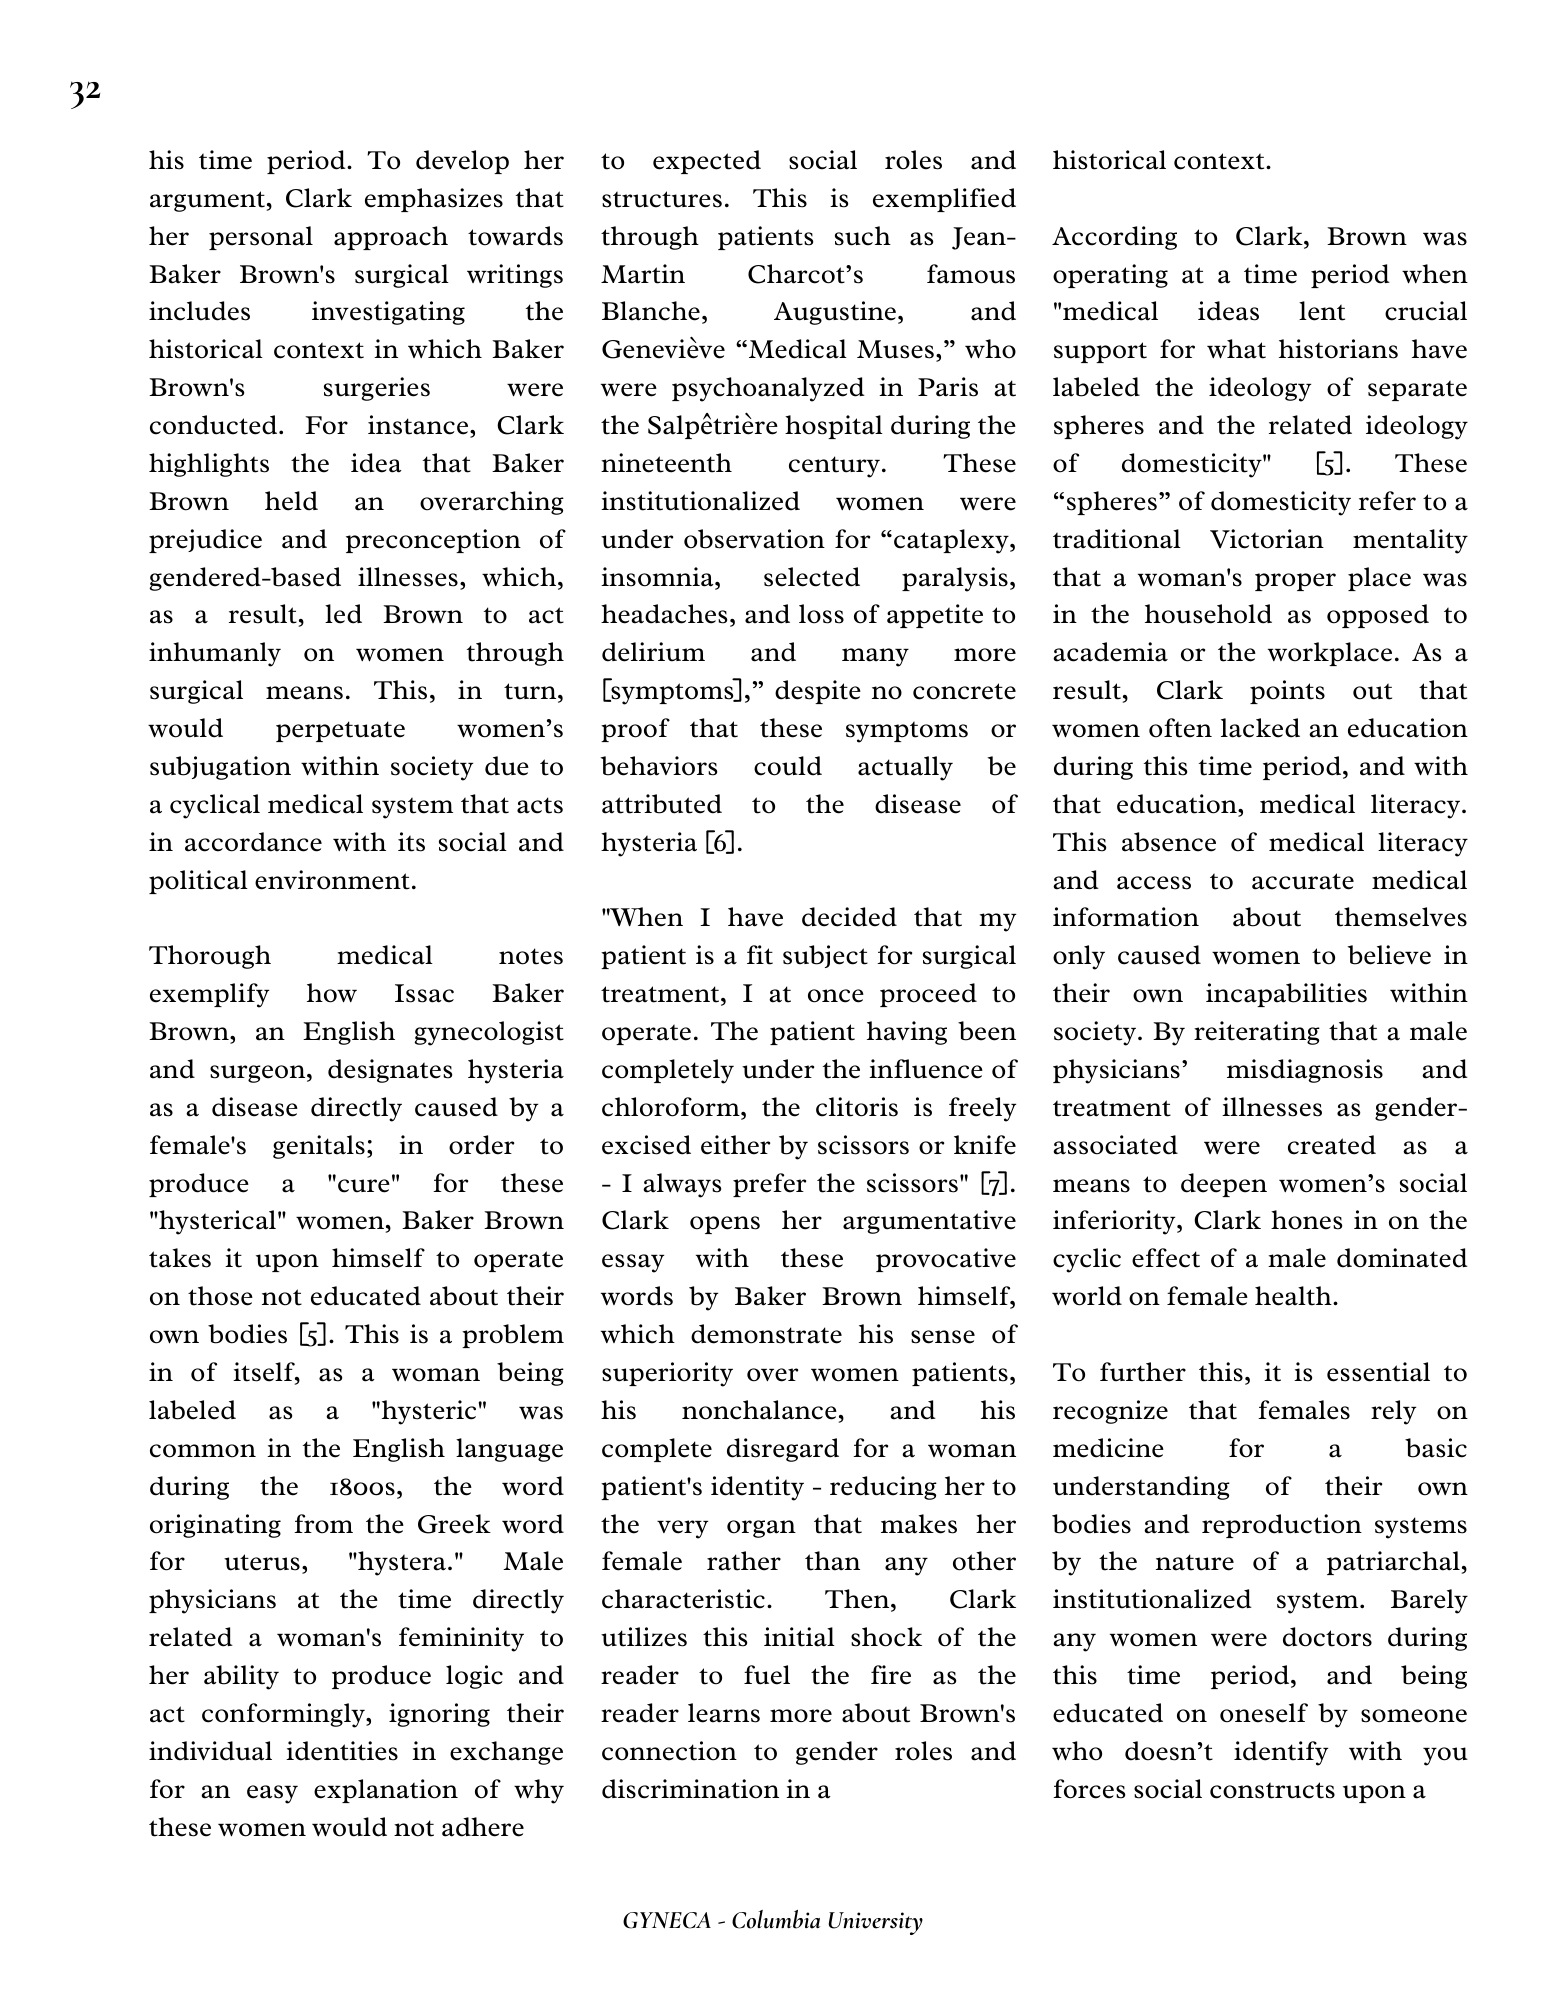 32
his time period. To develop her
argument, Clark emphasizes that
her personal approach towards
Baker Brown's surgical writings
includes investigating the
historical context in which Baker
Brown's surgeries were
conducted. For instance, Clark
highlights the idea that Baker
Brown held an overarching
prejudice and preconception of
gendered-based illnesses, which,
as a result, led Brown to act
inhumanly on women through
surgical means. This, in turn,
would perpetuate women’s
subjugation within society due to
a cyclical medical system that acts
in accordance with its social and
political environment.
Thorough medical notes
exemplify how Issac Baker
Brown, an English gynecologist
and surgeon, designates hysteria
as a disease directly caused by a
female's genitals; in order to
produce a "cure" for these
"hysterical" women, Baker Brown
takes it upon himself to operate
on those not educated about their
own bodies [5]. This is a problem
in of itself, as a woman being
labeled as a "hysteric" was
common in the English language
during the 1800s, the word
originating from the Greek word
for uterus, "hystera." Male
physicians at the time directly
related a woman's femininity to
her ability to produce logic and
act conformingly, ignoring their
individual identities in exchange
for an easy explanation of why
these women would not adhere
to expected social roles and
structures. This is exemplified
through patients such as Jean-
Martin Charcot’s famous
Blanche, Augustine, and
Geneviève “Medical Muses,” who
were psychoanalyzed in Paris at
the Salpêtrière hospital during the
nineteenth century. These
institutionalized women were
under observation for “cataplexy,
insomnia, selected paralysis,
headaches, and loss of appetite to
delirium and many more
[symptoms],” despite no concrete
proof that these symptoms or
behaviors could actually be
attributed to the disease of
hysteria [6].
"When I have decided that my
patient is a fit subject for surgical
treatment, I at once proceed to
operate. The patient having been
completely under the influence of
chloroform, the clitoris is freely
excised either by scissors or knife
- I always prefer the scissors" [7].
Clark opens her argumentative
essay with these provocative
words by Baker Brown himself,
which demonstrate his sense of
superiority over women patients,
his nonchalance, and his
complete disregard for a woman
patient's identity - reducing her to
the very organ that makes her
female rather than any other
characteristic. Then, Clark
utilizes this initial shock of the
reader to fuel the fire as the
reader learns more about Brown's
connection to gender roles and
discrimination in a
historical context.
According to Clark, Brown was
operating at a time period when
"medical ideas lent crucial
support for what historians have
labeled the ideology of separate
spheres and the related ideology
of domesticity" [5]. These
“spheres” of domesticity refer to a
traditional Victorian mentality
that a woman's proper place was
in the household as opposed to
academia or the workplace. As a
result, Clark points out that
women often lacked an education
during this time period, and with
that education, medical literacy.
This absence of medical literacy
and access to accurate medical
information about themselves
only caused women to believe in
their own incapabilities within
society. By reiterating that a male
physicians’ misdiagnosis and
treatment of illnesses as gender-
associated were created as a
means to deepen women’s social
inferiority, Clark hones in on the
cyclic effect of a male dominated
world on female health.
To further this, it is essential to
recognize that females rely on
medicine for a basic
understanding of their own
bodies and reproduction systems
by the nature of a patriarchal,
institutionalized system. Barely
any women were doctors during
this time period, and being
educated on oneself by someone
who doesn’t identify with you
forces social constructs upon a
GYNECA - Columbia University